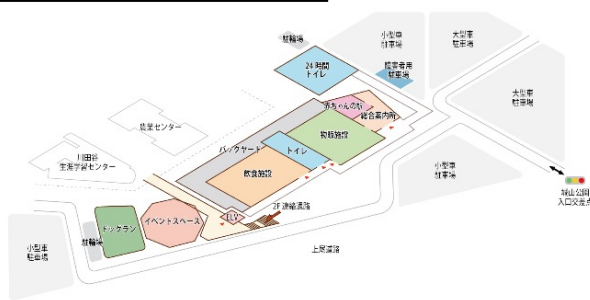 駐輪場
小型車
駐車場
大型車
駐車場
24時間
トイレ
障害者用
駐車場
大型車
駐車場
赤ちゃんの駅
総合案内所
農業センター
物販施設
バックヤード
トイレ
川田谷
生涯学習センター
飲食施設
小型車
駐車場
城山公園
入口交差点
2F 連絡通路
ELV
ドッグラン
イベントスペース
駐輪場
小型車
駐車場
上尾道路